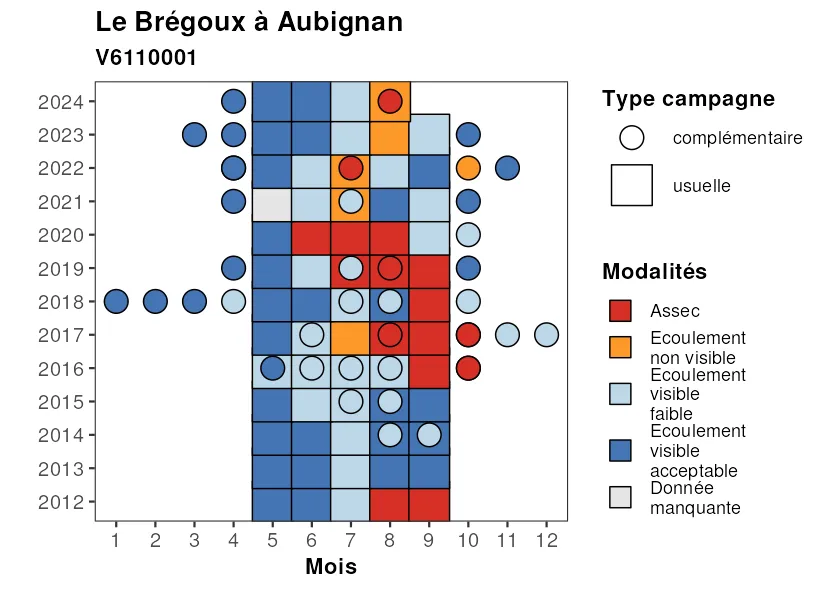 Le Brégoux à Aubignan
V6110001
2024
2023
2022
2021
2020
2019
2018
2017
2016
2015
2014
2013
2012
1 2 3 4 5 6 7 8 9 10 11 12
Mois
Type campagne
complémentaire
usuelle
Modalités
Assec
Ecoulement
non visible
Ecoulement
visible
faible
Ecoulement
visible
acceptable
Donnée
manquante